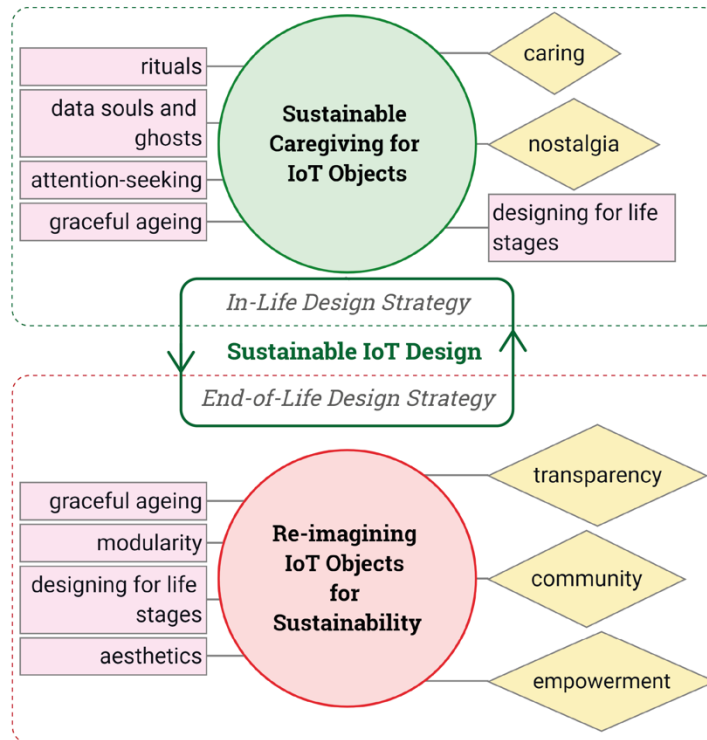 rituals
data souls and
ghosts
attention-seeking
graceful ageing
Sustainable
Caregiving for
IoT Objects
caring
nostalgia
designing for life
stages
In-Life Design Strategy
Sustainable IoT Design
End-of-Life Design Strategy
graceful ageing
modularity
designing for life
stages
aesthetics
Re-imagining
IoT Objects
for
Sustainability
transparency
community
empowerment